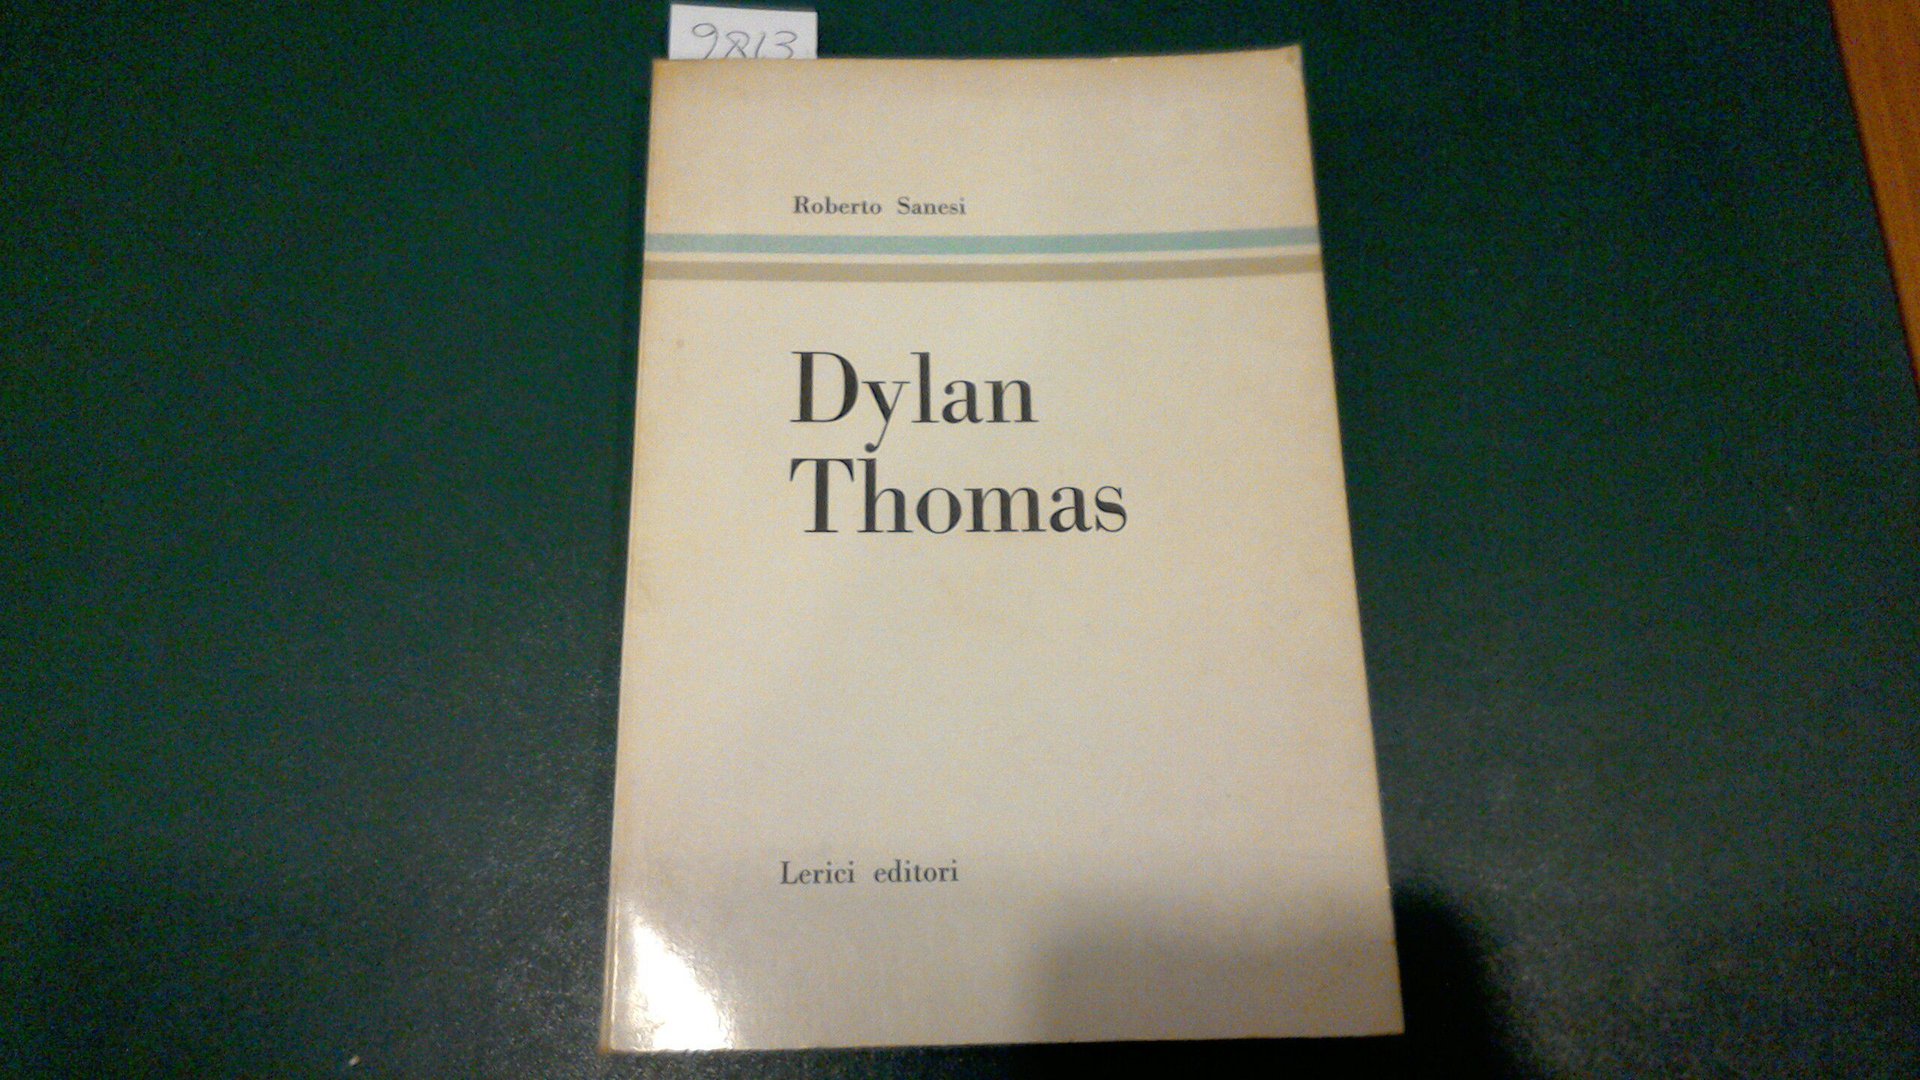 9813
Roberto Sanesi
Dylan
Thomas
Lerici editori